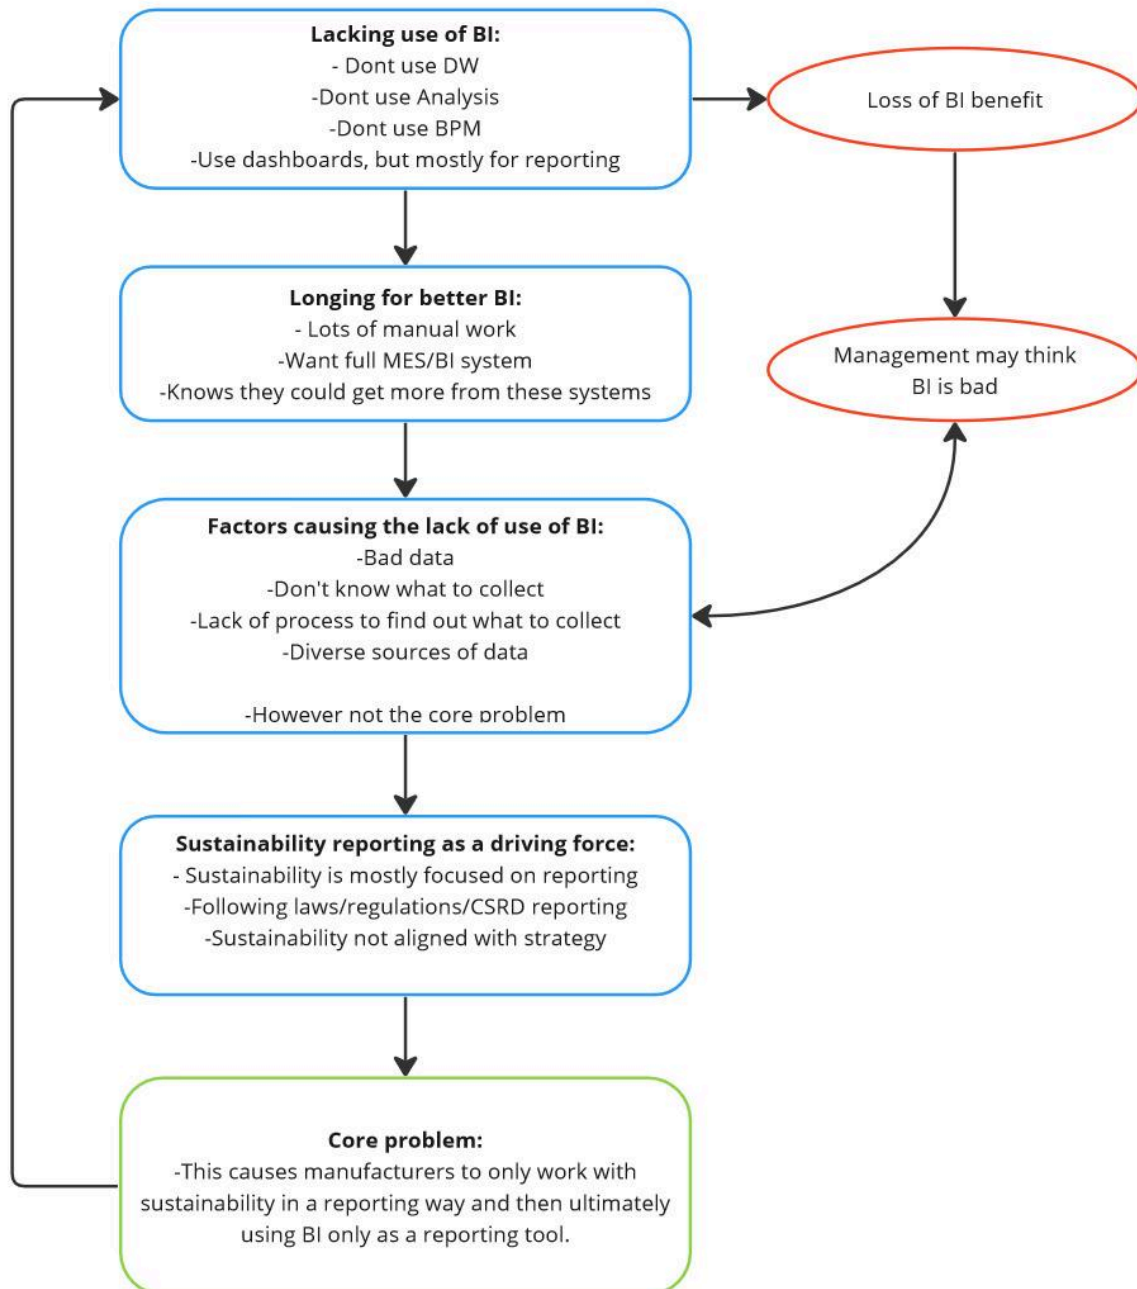 Lacking use of BI:
- Dont use DW
-Dont use Analysis
-Dont use BPM
-Use dashboards, but mostly for reporting
Loss of BI benefit
Longing for better BI:
- Lots of manual work
-Want full MES/BI system
-Knows they could get more from these systems
Management may think
BI is bad
Factors causing the lack of use of BI:
-Bad data
-Don't know what to collect
-Lack of process to find out what to collect
-Diverse sources of data
-However not the core problem
Sustainability reporting as a driving force:
- Sustainability is mostly focused on reporting
-Following laws/regulations/CSRD reporting
-Sustainability not aligned with strategy
Core problem:
-This causes manufacturers to only work with
sustainability in a reporting way and then ultimately
using BI only as a reporting tool.